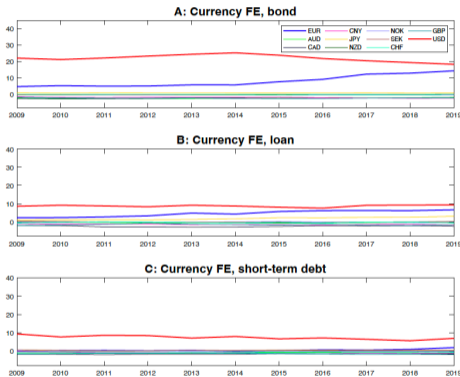 A: Currency FE, bond
EUR CNY NOK GBP
AUD JPY SEK USD
CAD NZD CHF
40
30
20
10
0
2009 2010 2011 2012 2013 2014 2015 2016 2017 2018 2019
B: Currency FE, loan
40
30
20
10
0
2009 2010 2011 2012 2013 2014 2015 2016 2017 2018 2019
C: Currency FE, short-term debt
40
30
20
10
0
2009 2010 2011 2012 2013 2014 2015 2016 2017 2018 2019